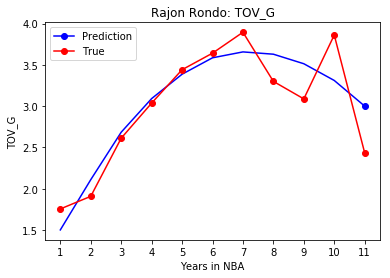 Rajon Rondo: TOV_G
Prediction
True
TOV_G
4.0
3.5
3.0
2.5
2.0
1.5
1 2 3 4 5 6 7 8 9 10 11
Years in NBA